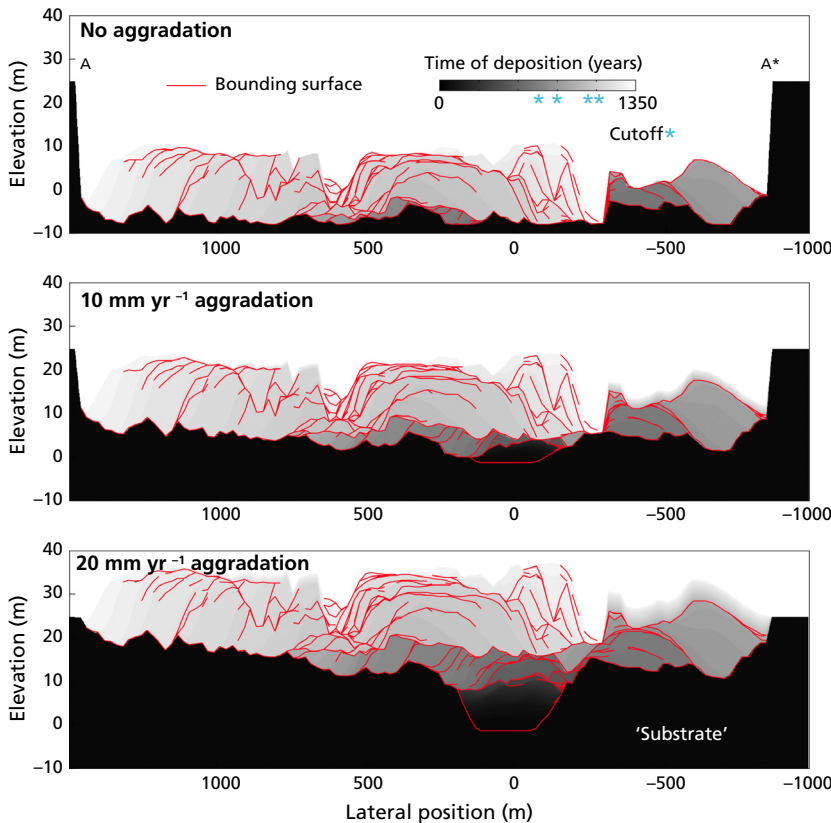 No aggradation
A
A*
Bounding surface
Time of deposition (years)
0
1350
* * **
Cutoff*
Elevation (m)
40
30
20
10
0
−10
1000
500
0
−500
−1000
10 mm yr ⁻¹ aggradation
Elevation (m)
40
30
20
10
0
−10
1000
500
0
−500
−1000
20 mm yr ⁻¹ aggradation
Elevation (m)
40
30
20
10
0
−10
'Substrate'
1000
500
0
−500
−1000
Lateral position (m)